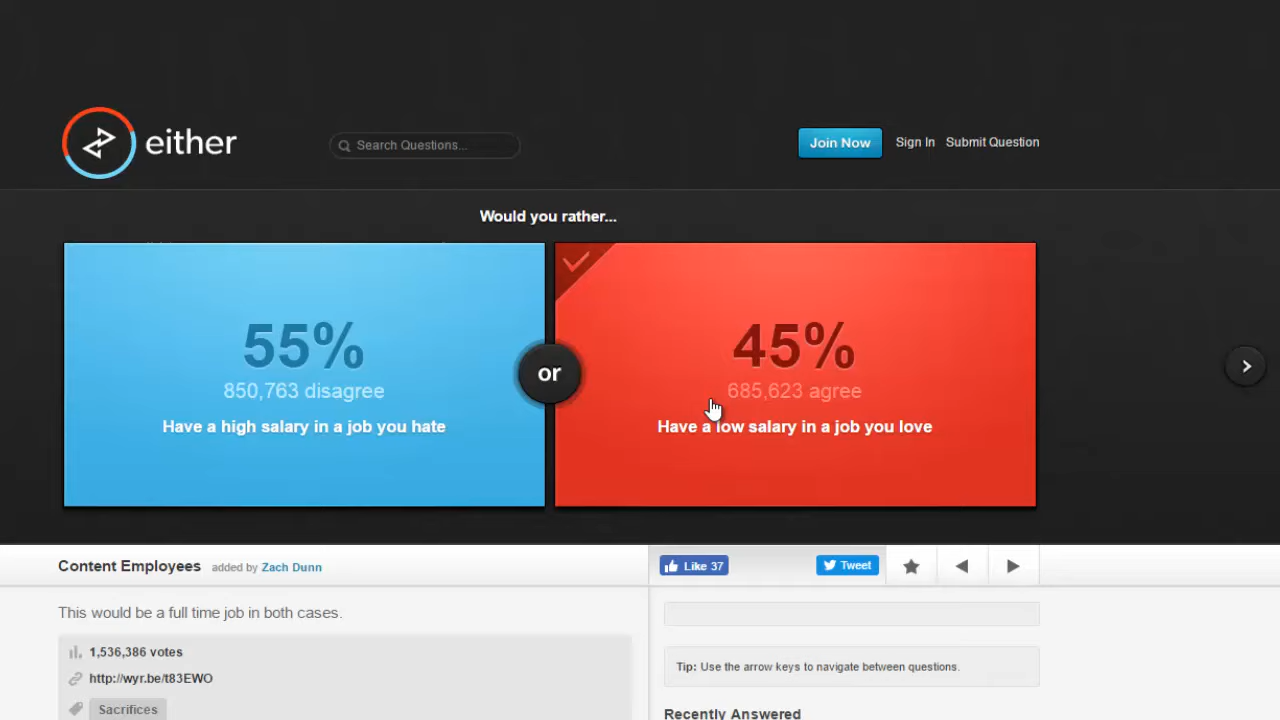 either
Search Questions...
Join Now Sign In Submit Question
Would you rather...
55%
850,763 disagree
Have a high salary in a job you hate
or
45%
685,623 agree
Have a low salary in a job you love
Content Employees added by Zach Dunn
Like 37
Tweet
This would be a full time job in both cases.
1,536,386 votes
http://wyr.be/t83EWO
Sacrifices
Tip: Use the arrow keys to navigate between questions.
Recently Answered